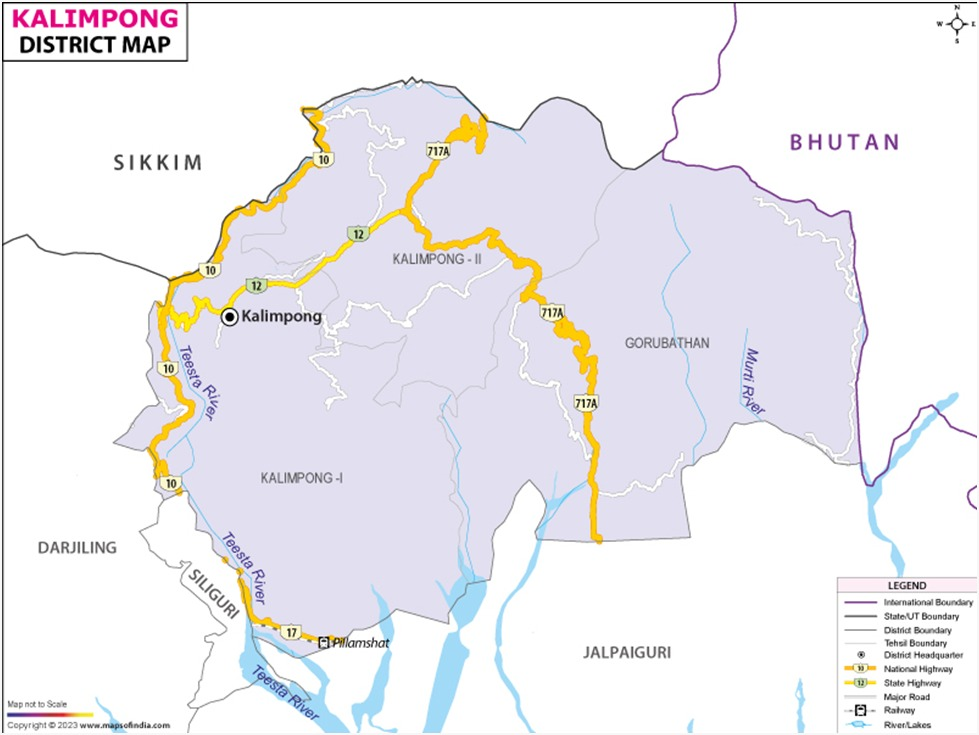 KALIMPONG
DISTRICT MAP
N
W E
S
BHUTAN
SIKKIM
717A
10
12
KALIMPONG - II
10
12
Kalimpong
717A
GORUBATHAN
10
Teesta River
Murti River
717A
KALIMPONG -I
10
DARJILING
Teesta River
SILIGURI
17
Pillamshat
JALPAIGURI
Teesta River
LEGEND
International Boundary
State/UT Boundary
District Boundary
Tehsil Boundary
District Headquarter
10 National Highway
12 State Highway
Major Road
Railway
River/Lakes
Map not to Scale
Copyright © 2023 www.mapsofindia.com